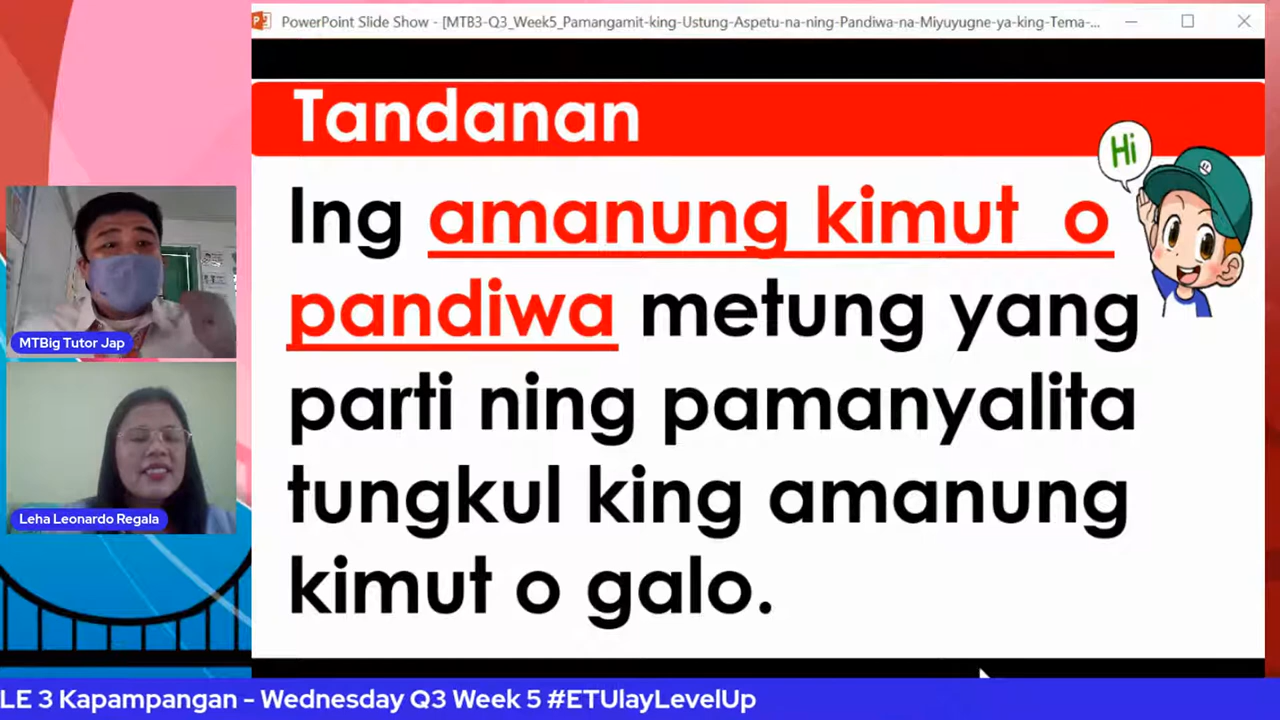 PowerPoint Slide Show - [MTB3-Q3_Week5_Pamangamit-king-Ustung-Aspetu-na-ning-Pandiwa-na-Miyuyugne-ya-king-Tema-...
Tandanan
Hi
Ing amanung kimut o
pandiwa metung yang
parti ning pamanyalita
tungkul king amanung
kimut o galo.
MTBig Tutor Jap
Leha Leonardo Regala
LE 3 Kapampangan - Wednesday Q3 Week 5 #ETUlayLevelUp